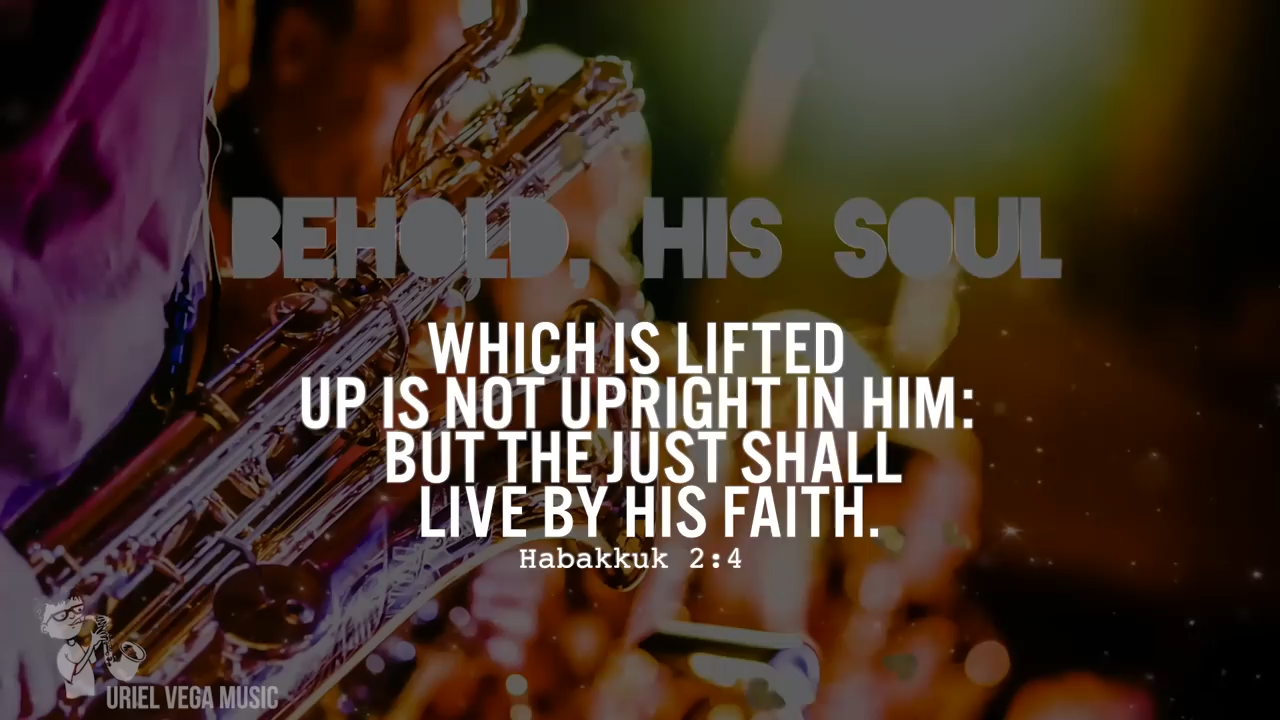 BEHOLD, HIS SOUL
WHICH IS LIFTED
UP IS NOT UPRIGHT IN HIM:
BUT THE JUST SHALL
LIVE BY HIS FAITH.
Habakkuk 2:4
URIEL VEGA MUSIC